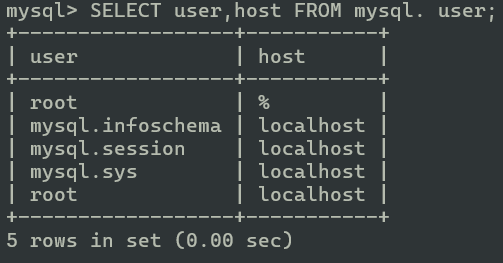 mysql> SELECT user,host FROM mysql. user;
+------------------+-----------+
| user             | host      |
+------------------+-----------+
| root             | %         |
| mysql.infoschema | localhost |
| mysql.session    | localhost |
| mysql.sys        | localhost |
| root             | localhost |
+------------------+-----------+
5 rows in set (0.00 sec)